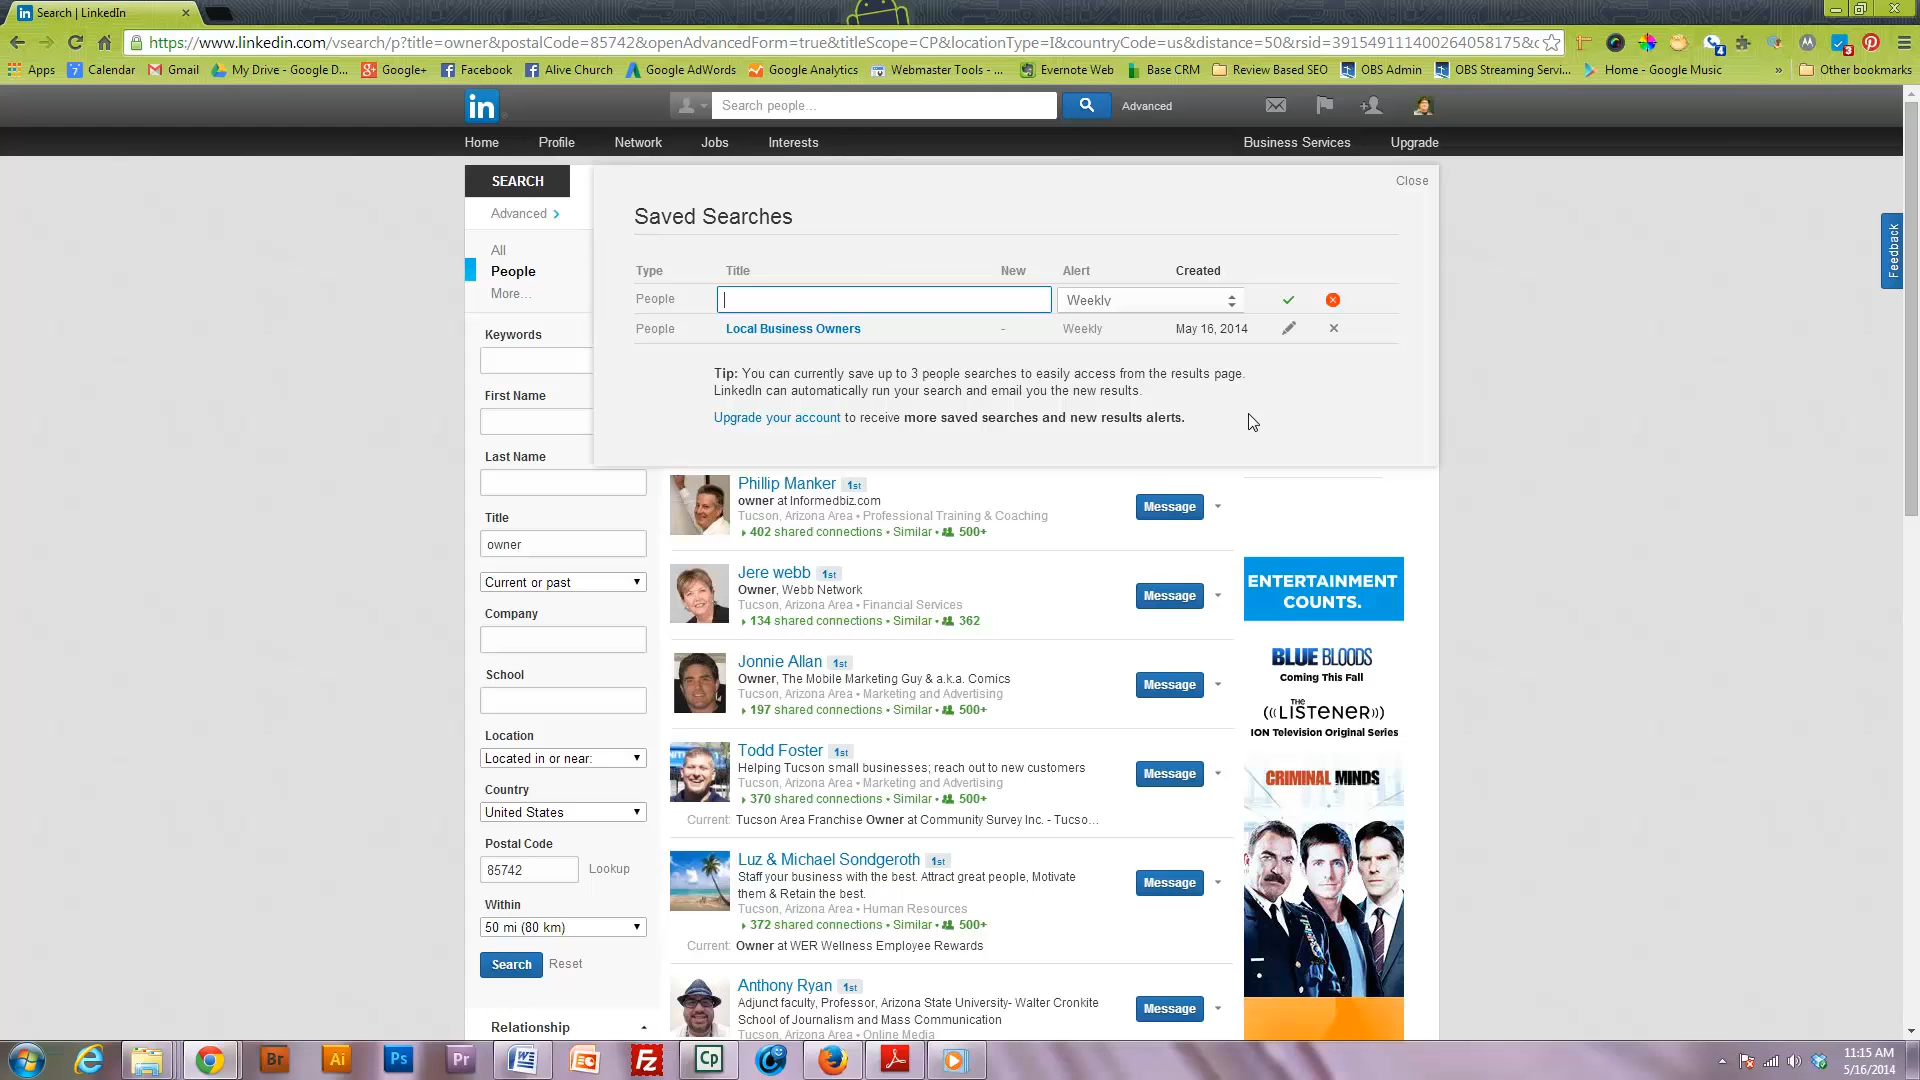 Search | LinkedIn
https://www.linkedin.com/vsearch/p?title=owner&postalCode=85742&openAdvancedForm=true&titleScope=CP&locationType=I&countryCode=us&distance=50&rsid=391549111400264058175&c
Apps Calendar Gmail My Drive - Google D... Google+ Facebook Alive Church Google AdWords Google Analytics Webmaster Tools - ... Evernote Web Base CRM Review Based SEO OBS Admin OBS Streaming Servi... Home - Google Music » Other bookmarks
in Search people... Advanced
Home Profile Network Jobs Interests Business Services Upgrade
SEARCH
Advanced
All
People
More...
Keywords
First Name
Last Name
Title
owner
Current or past
Company
School
Location
Located in or near:
Country
United States
Postal Code
85742 Lookup
Within
50 mi (80 km)
Search Reset
Relationship
Close
Saved Searches
Type Title New Alert Created
People Weekly
People Local Business Owners - Weekly May 16, 2014
Tip: You can currently save up to 3 people searches to easily access from the results page.
LinkedIn can automatically run your search and email you the new results.
Upgrade your account to receive more saved searches and new results alerts.
Feedback
Phillip Manker 1st
owner at Informedbiz.com
Tucson, Arizona Area • Professional Training & Coaching
402 shared connections • Similar • 500+
Message
Jere webb 1st
Owner, Webb Network
Tucson, Arizona Area • Financial Services
134 shared connections • Similar • 362
Message
Jonnie Allan 1st
Owner, The Mobile Marketing Guy & a.k.a. Comics
Tucson, Arizona Area • Marketing and Advertising
197 shared connections • Similar • 500+
Message
Todd Foster 1st
Helping Tucson small businesses; reach out to new customers
Tucson, Arizona Area • Marketing and Advertising
370 shared connections • Similar • 500+
Current: Tucson Area Franchise Owner at Community Survey Inc. - Tucso...
Message
Luz & Michael Sondgeroth 1st
Staff your business with the best. Attract great people, Motivate
them & Retain the best.
Tucson, Arizona Area • Human Resources
372 shared connections • Similar • 500+
Current: Owner at WER Wellness Employee Rewards
Message
Anthony Ryan 1st
Adjunct faculty, Professor, Arizona State University- Walter Cronkite
School of Journalism and Mass Communication
Tucson, Arizona Area • Online Media
Message
ENTERTAINMENT
COUNTS.
BLUE BLOODS
Coming This Fall
THE
LISTENER
ION Television Original Series
CRIMINAL MINDS
Br Ai Ps Pr Fz Cp
11:15 AM
5/16/2014